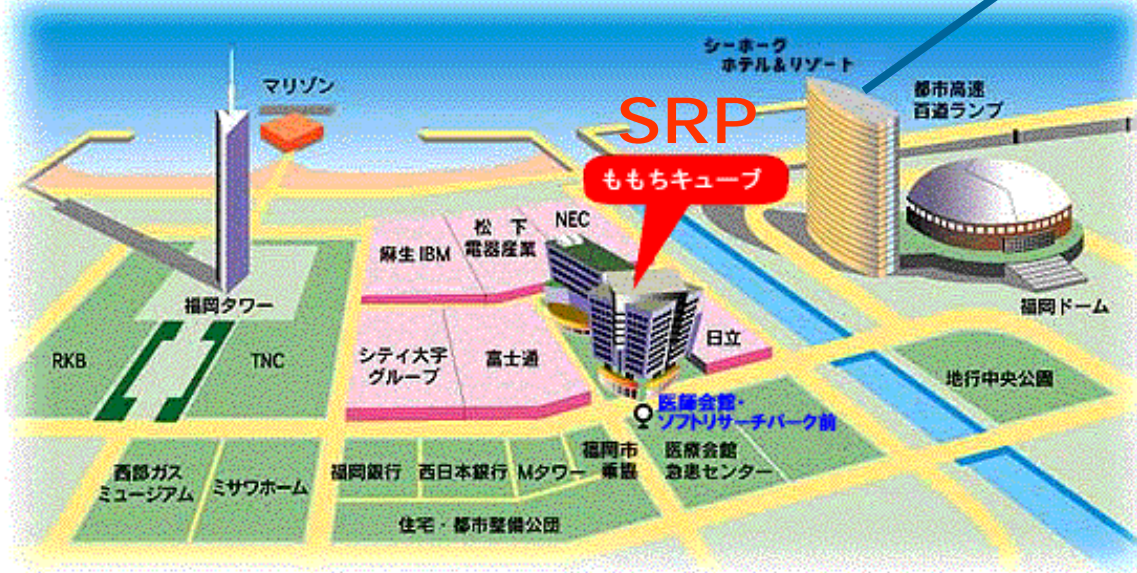 シーホーク
ホテル&リゾート
マリゾン
都市高速
百道ランプ
SRP
ももちキューブ
NEC
松 下
電器産業
麻生 IBM
福岡タワー
福岡ドーム
日立
RKB
TNC
シティ大字
グループ
富士通
地行中央公園
医師会館・
ソフトリサーチパーク前
福岡市
薬協
医療会館
急患センター
西部ガス
ミュージアム
ミサワホーム
福岡銀行
西日本銀行
Mタワー
住宅・都市整備公団